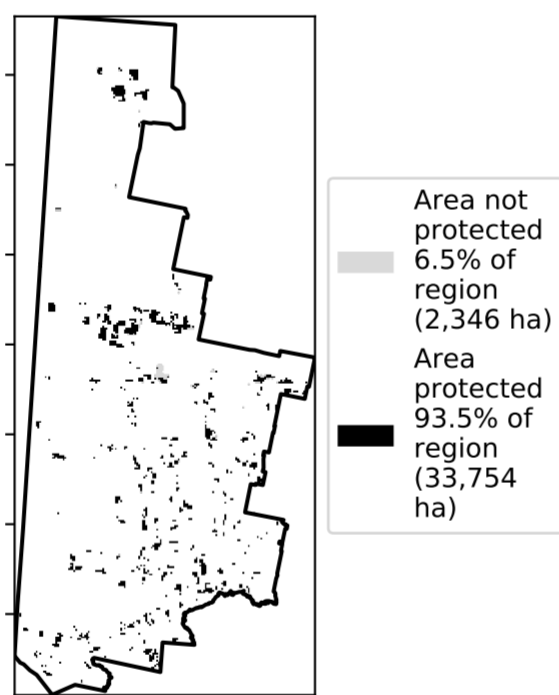 Area not
protected
6.5% of
region
(2,346 ha)
Area
protected
93.5% of
region
(33,754
ha)